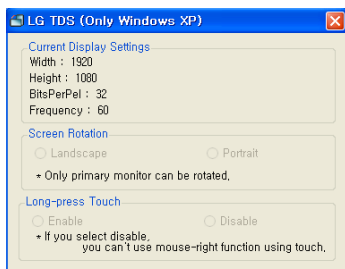 LG TDS (Only Windows XP)
Current Display Settings
Width : 1920
Height : 1080
BitsPerPel : 32
Frequency : 60
Screen Rotation
Landscape Portrait
* Only primary monitor can be rotated,
Long-press Touch
Enable Disable
* If you select disable,
you can't use mouse-right function using touch,